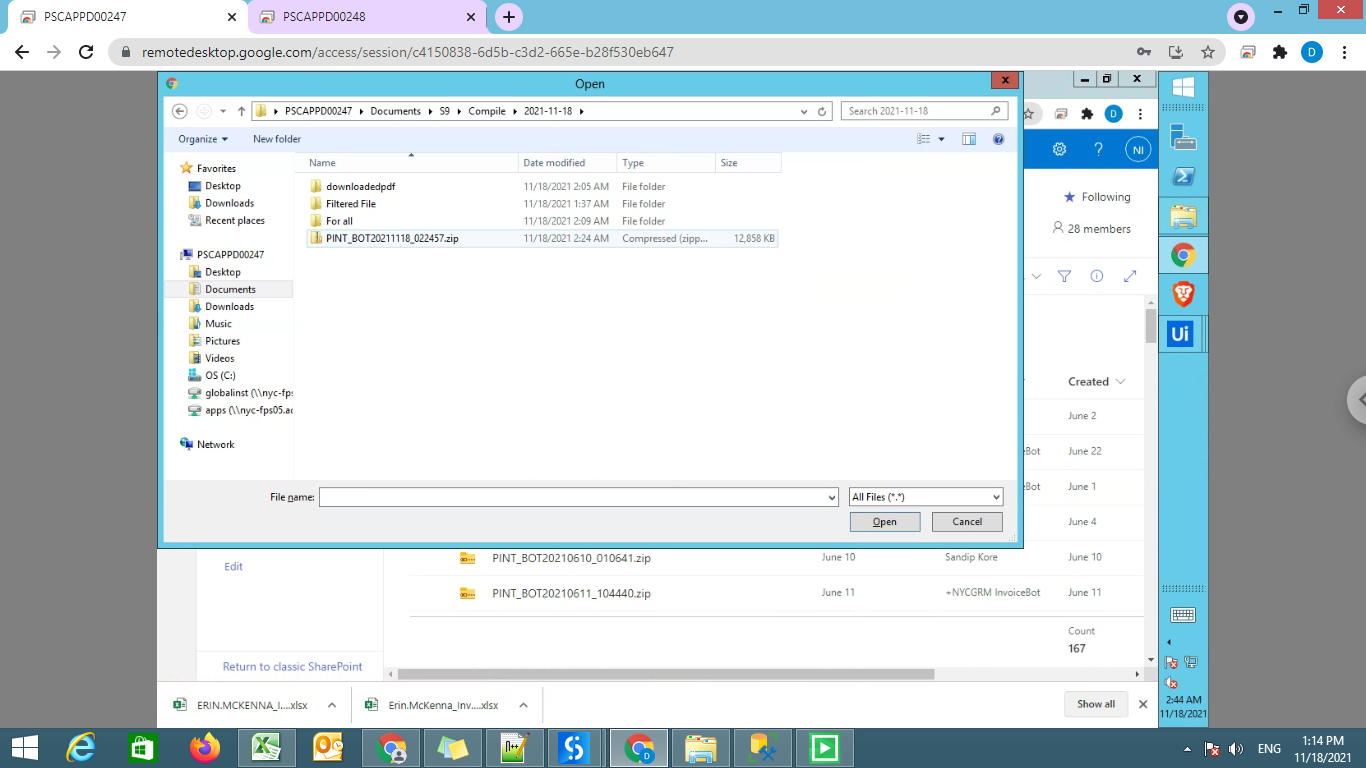 PSCAPPD00247
PSCAPPD00248
remotedesktop.google.com/access/session/c4150838-6d5b-c3d2-665e-b28f530eb647
D
Open
PSCAPPD00247 Documents S9 Compile 2021-11-18
Search 2021-11-18
Organize New folder
Name Date modified Type Size
downloadedpdf 11/18/2021 2:05 AM File folder
Filtered File 11/18/2021 1:37 AM File folder
For all 11/18/2021 2:09 AM File folder
PINT_BOT20211118_022457.zip 11/18/2021 2:24 AM Compressed (zipp... 12,858 KB
Favorites
Desktop
Downloads
Recent places
PSCAPPD00247
Desktop
Documents
Downloads
Music
Pictures
Videos
OS (C:)
globalinst (\\nyc-fps
apps (\\nyc-fps05.ac
Network
File name:
All Files (*.*)
Open Cancel
D
? NI
Following
28 members
Created
June 2
eBot June 22
eBot June 1
June 4
PINT_BOT20210610_010641.zip June 10 Sandip Kore June 10
PINT_BOT20210611_104440.zip June 11 +NYCGRM InvoiceBot June 11
Count
167
Edit
Return to classic SharePoint
ERIN.MCKENNA_I....xlsx
Erin.McKenna_Inv....xlsx
Show all
Ui
2:44 AM
11/18/2021
ENG
1:14 PM
11/18/2021